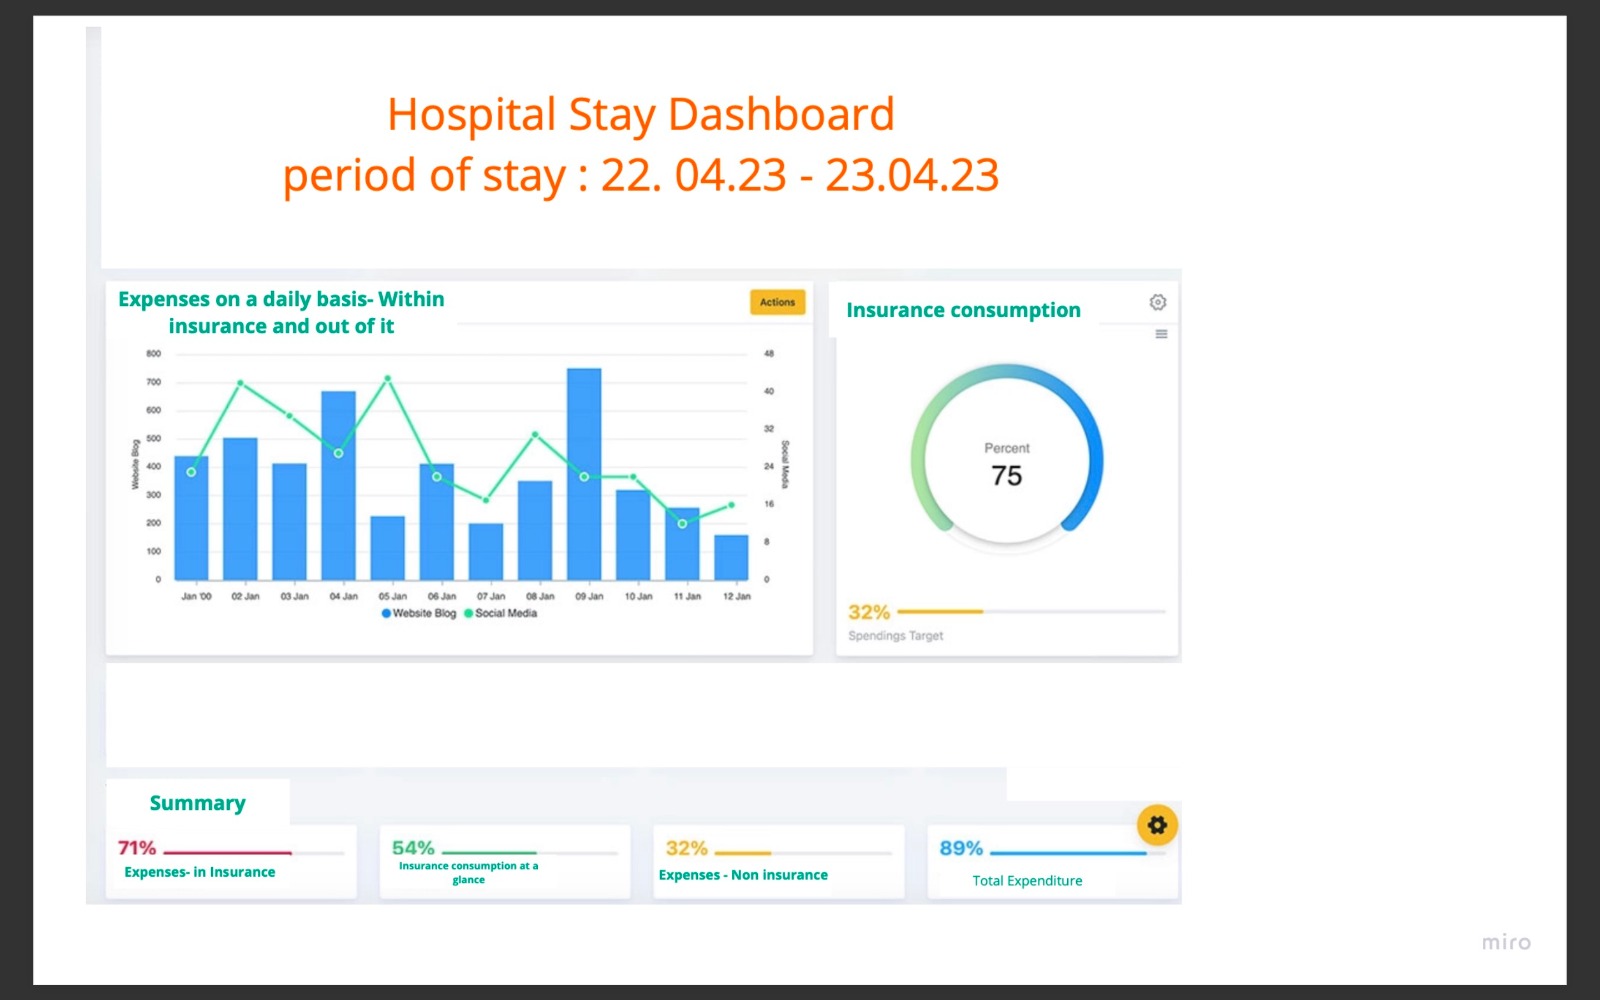 Hospital Stay Dashboard
period of stay : 22. 04.23 - 23.04.23
Expenses on a daily basis- Within
insurance and out of it
Actions
Insurance consumption
800
700
600
500
400
300
200
100
0
Website Blog
48
40
32
24
16
8
0
Social Media
Jan '00 02 Jan 03 Jan 04 Jan 05 Jan 06 Jan 07 Jan 08 Jan 09 Jan 10 Jan 11 Jan 12 Jan
Website Blog Social Media
Percent
75
32%
Spendings Target
Summary
71%
Expenses- in Insurance
54%
Insurance consumption at a
glance
32%
Expenses - Non insurance
89%
Total Expenditure
miro